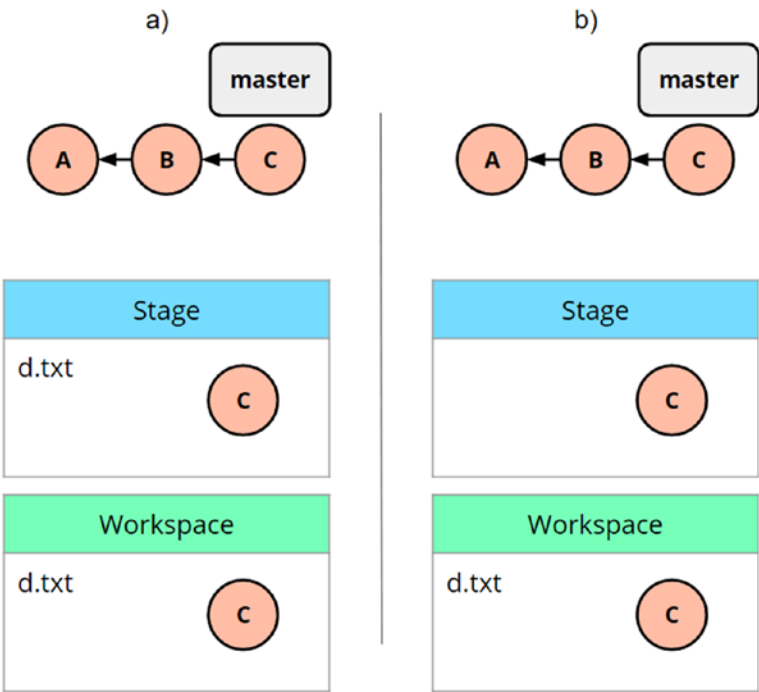 a)
master
A
B
C
Stage
d.txt
C
Workspace
d.txt
C
b)
master
A
B
C
Stage
C
Workspace
d.txt
C